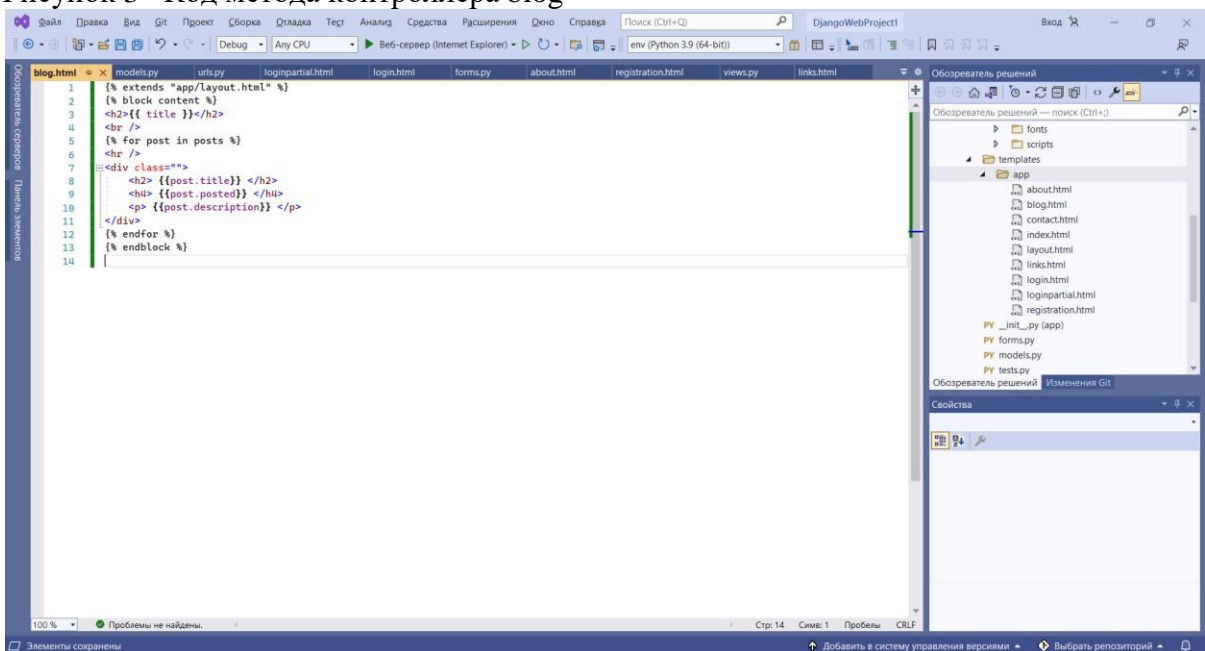 Рисунок 3 - Код метода контроллера blog
Файл Правка Вид Git Проект Сборка Отладка Тест Анализ Средства Расширения Окно Справка Поиск (Ctrl+Q) DjangoWebProject1 Вход
Debug Any CPU Веб-сервер (Internet Explorer) env (Python 3.9 (64-bit))
Обозреватель серверов
Панель элементов
blog.html models.py urls.py loginpartial.html login.html forms.py about.html registration.html views.py links.html
1 {% extends "app/layout.html" %}
2 {% block content %}
3 <h2>{{ title }}</h2>
4 <br />
5 {% for post in posts %}
6 <hr />
7 <div class="">
8 <h2> {{post.title}} </h2>
9 <h4> {{post.posted}} </h4>
10 <p> {{post.description}} </p>
11 </div>
12 {% endfor %}
13 {% endblock %}
14
100 % Проблемы не найдены. Стр: 14 Симв: 1 Пробелы CRLF
Обозреватель решений
Обозреватель решений — поиск (Ctrl+;)
fonts
scripts
templates
app
about.html
blog.html
contact.html
index.html
layout.html
links.html
login.html
loginpartial.html
registration.html
PY __init__.py (app)
PY forms.py
PY models.py
PY tests.py
Обозреватель решений Изменения Git
Свойства
Элементы сохранены Добавить в систему управления версиями Выбрать репозиторий